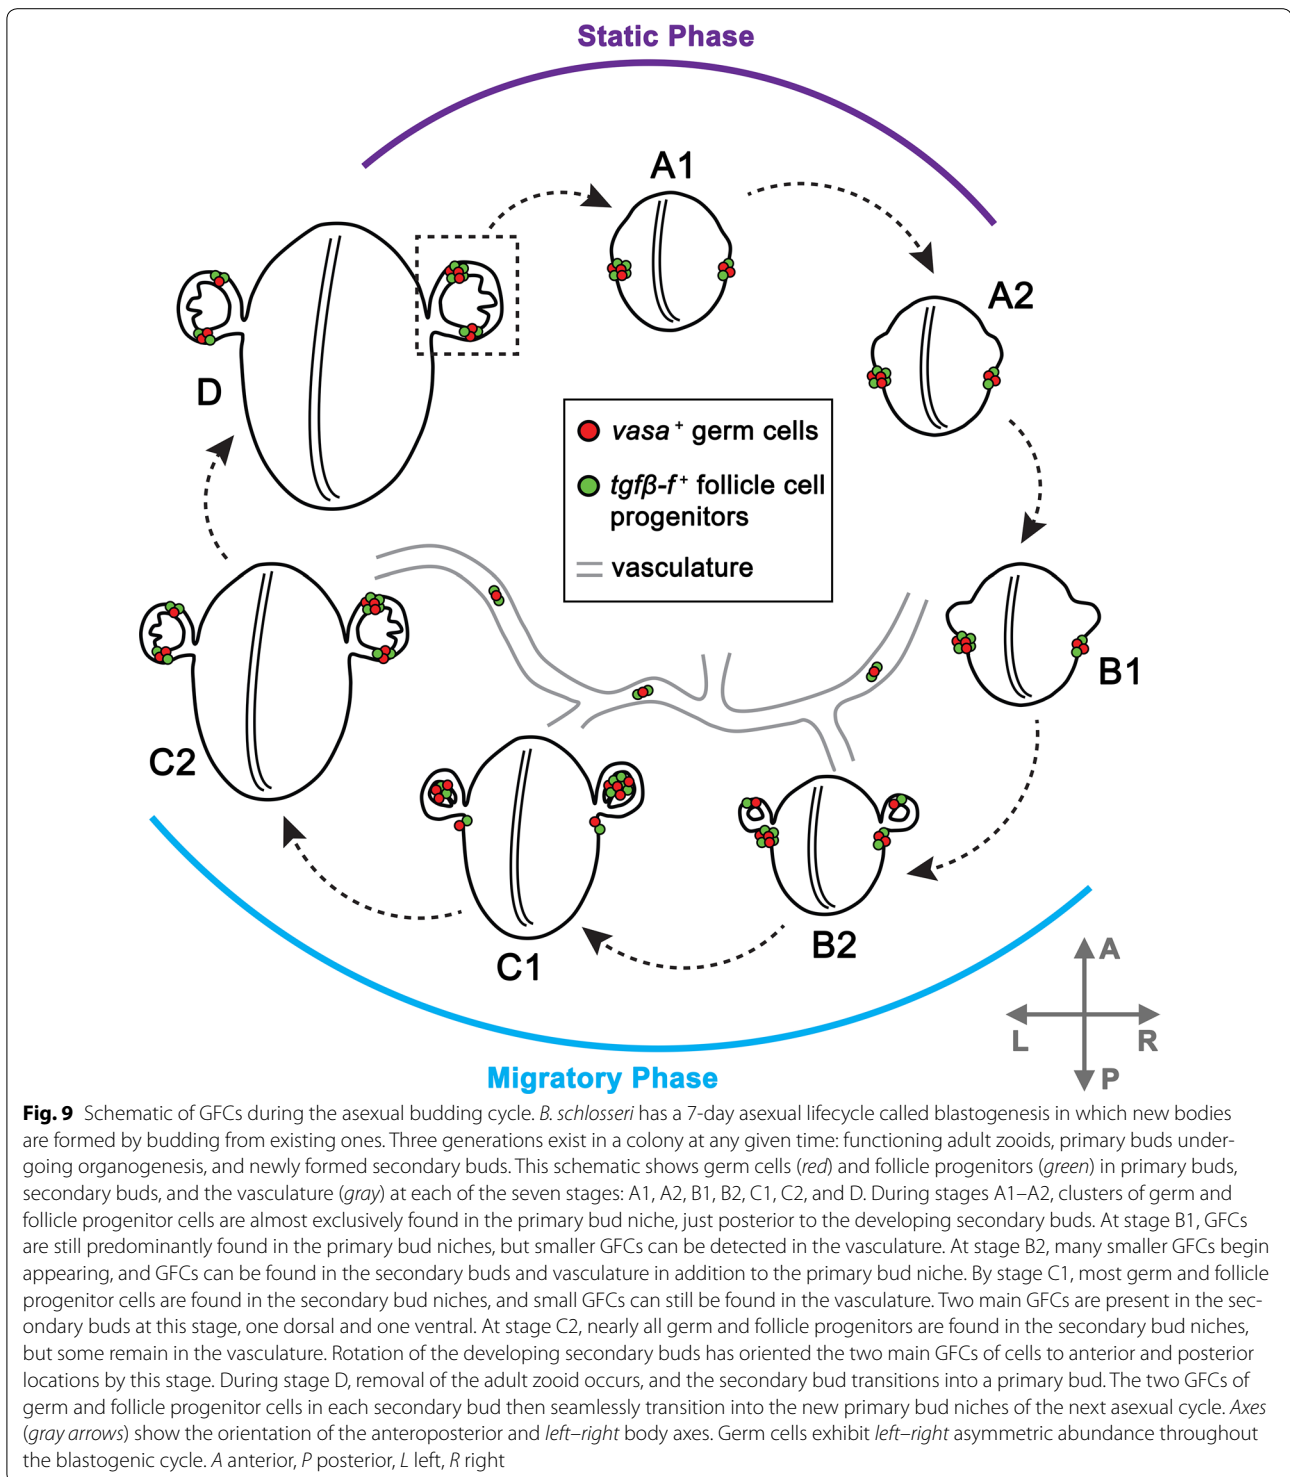 Static Phase
A1
A2
D
vasa + germ cells
tgfβ-f + follicle cell
progenitors
vasculature
B1
C2
C1
B2
A
L R
P
Migratory Phase
Fig. 9 Schematic of GFCs during the asexual budding cycle. B. schlosseri has a 7-day asexual lifecycle called blastogenesis in which new bodies
are formed by budding from existing ones. Three generations exist in a colony at any given time: functioning adult zooids, primary buds under-
going organogenesis, and newly formed secondary buds. This schematic shows germ cells (red) and follicle progenitors (green) in primary buds,
secondary buds, and the vasculature (gray) at each of the seven stages: A1, A2, B1, B2, C1, C2, and D. During stages A1–A2, clusters of germ and
follicle progenitor cells are almost exclusively found in the primary bud niche, just posterior to the developing secondary buds. At stage B1, GFCs
are still predominantly found in the primary bud niches, but smaller GFCs can be detected in the vasculature. At stage B2, many smaller GFCs begin
appearing, and GFCs can be found in the secondary buds and vasculature in addition to the primary bud niche. By stage C1, most germ and follicle
progenitor cells are found in the secondary bud niches, and small GFCs can still be found in the vasculature. Two main GFCs are present in the sec-
ondary buds at this stage, one dorsal and one ventral. At stage C2, nearly all germ and follicle progenitors are found in the secondary bud niches,
but some remain in the vasculature. Rotation of the developing secondary buds has oriented the two main GFCs of cells to anterior and posterior
locations by this stage. During stage D, removal of the adult zooid occurs, and the secondary bud transitions into a primary bud. The two GFCs of
germ and follicle progenitor cells in each secondary bud then seamlessly transition into the new primary bud niches of the next asexual cycle. Axes
(gray arrows) show the orientation of the anteroposterior and left–right body axes. Germ cells exhibit left–right asymmetric abundance throughout
the blastogenic cycle. A anterior, P posterior, L left, R right